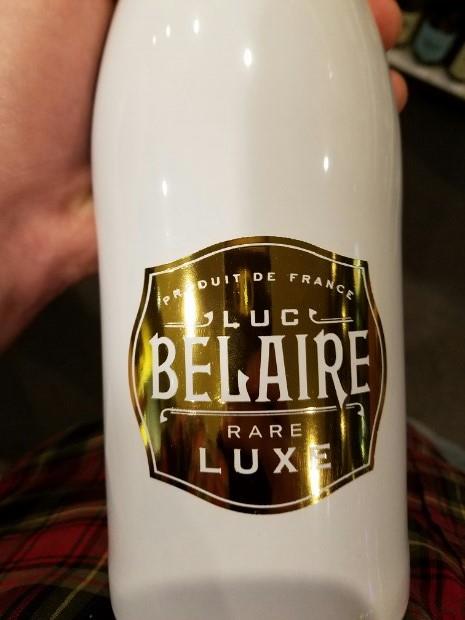 PRODUIT DE FRANCE
LUC
BELAIRE
RARE
LUXE